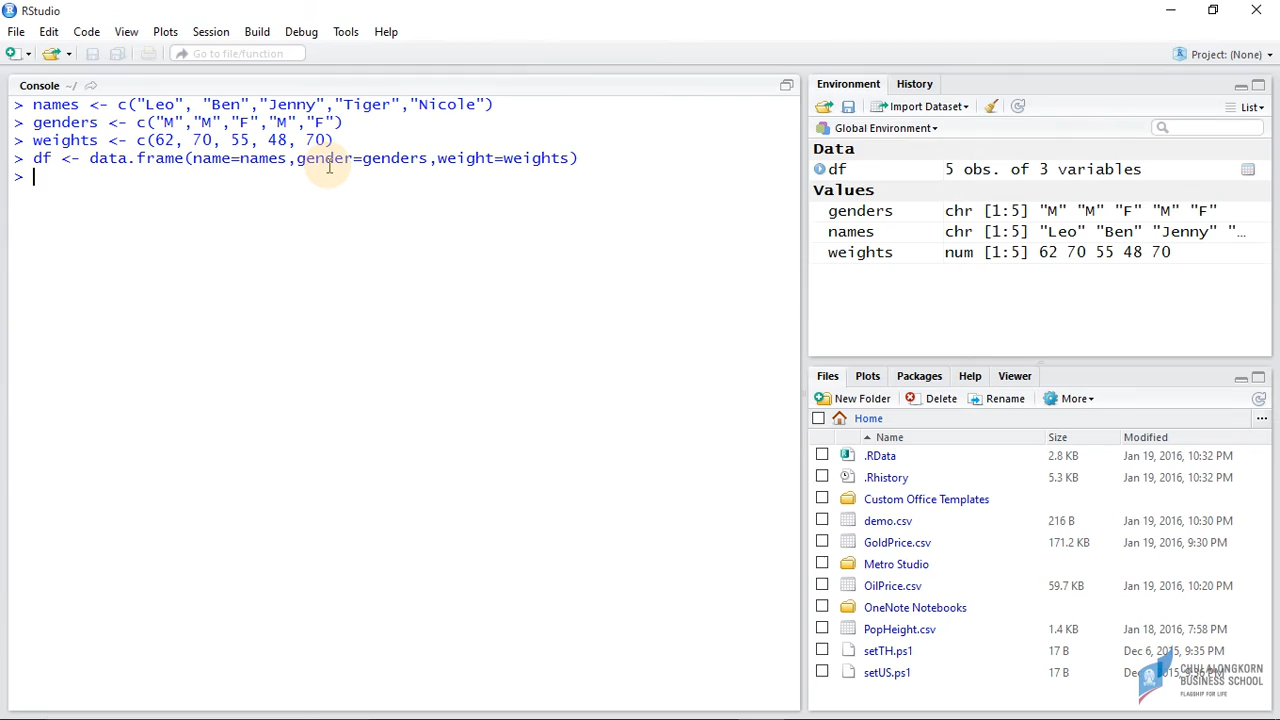 RStudio
File Edit Code View Plots Session Build Debug Tools Help
Go to file/function
Project: (None)
Console ~/
> names <- c("Leo", "Ben","Jenny","Tiger","Nicole")
> genders <- c("M","M","F","M","F")
> weights <- c(62, 70, 55, 48, 70)
> df <- data.frame(name=names,gender=genders,weight=weights)
>
Environment History
Import Dataset
List
Global Environment
Data
df 5 obs. of 3 variables
Values
genders chr [1:5] "M" "M" "F" "M" "F"
names chr [1:5] "Leo" "Ben" "Jenny" "…
weights num [1:5] 62 70 55 48 70
Files Plots Packages Help Viewer
New Folder Delete Rename More
Home
Name Size Modified
.RData 2.8 KB Jan 19, 2016, 10:32 PM
.Rhistory 5.3 KB Jan 19, 2016, 10:32 PM
Custom Office Templates
demo.csv 216 B Jan 19, 2016, 10:30 PM
GoldPrice.csv 171.2 KB Jan 19, 2016, 9:30 PM
Metro Studio
OilPrice.csv 59.7 KB Jan 19, 2016, 10:20 PM
OneNote Notebooks
PopHeight.csv 1.4 KB Jan 18, 2016, 7:58 PM
setTH.ps1 17 B Dec 6, 2015, 9:35 PM
setUS.ps1 17 B Dec
CHULALONGKORN
BUSINESS SCHOOL
FLAGSHIP FOR LIFE